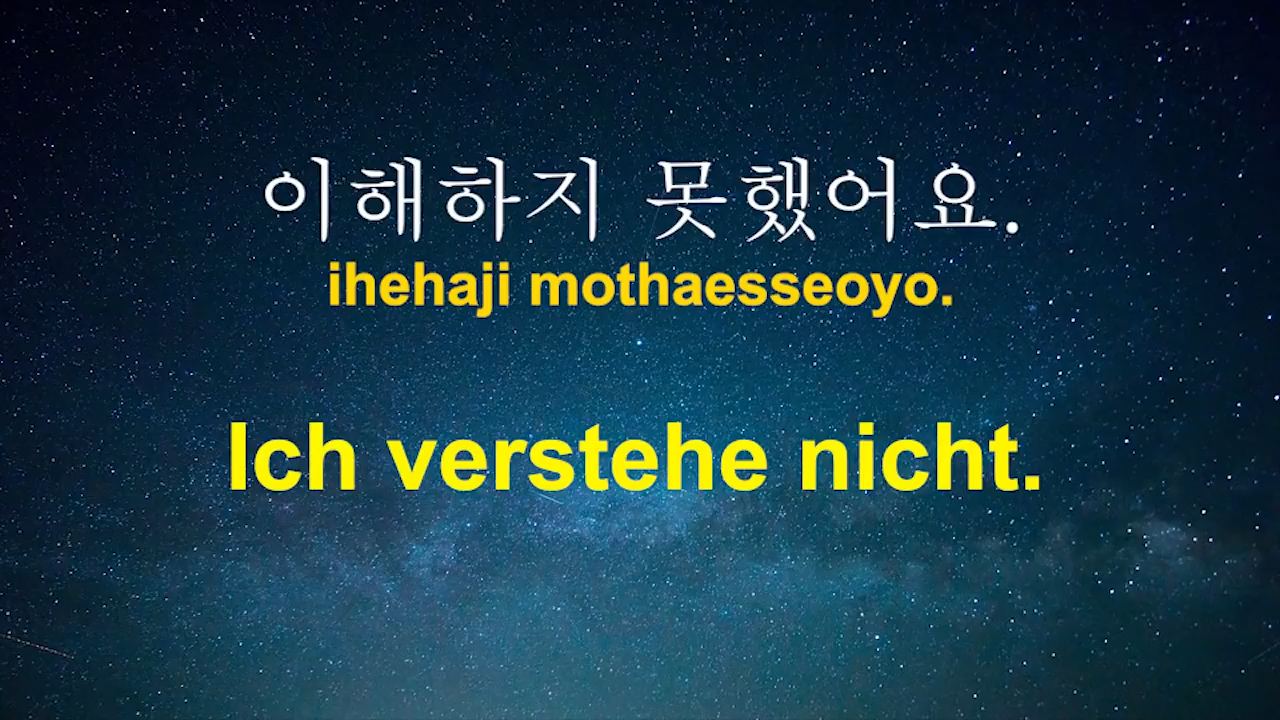 이해하지 못했어요.
ihehaji mothaesseoyo.
Ich verstehe nicht.